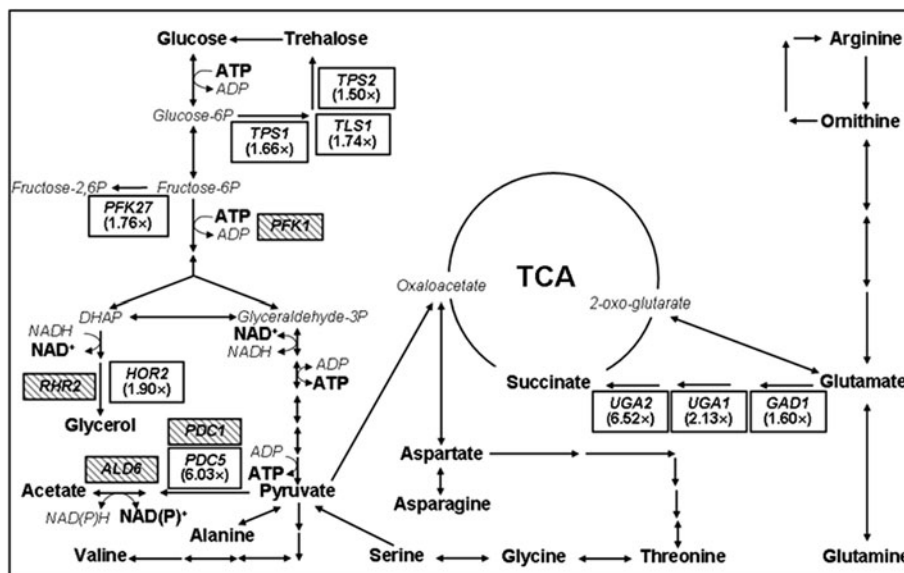 Glucose
Trehalose
Arginine
ATP
ADP
TPS2
(1.50×)
Glucose-6P
TPS1
(1.66×)
TLS1
(1.74×)
Ornithine
Fructose-2,6P
Fructose-6P
PFK27
(1.76×)
ATP
ADP
PFK1
TCA
Oxaloacetate
2-oxo-glutarate
DHAP
Glyceraldehyde-3P
NADH
NAD⁺
NAD⁺
NADH
RHR2
HOR2
(1.90×)
ADP
ATP
Succinate
UGA2
(6.52×)
UGA1
(2.13×)
GAD1
(1.60×)
Glutamate
Glycerol
PDC1
PDC5
(6.03×)
ADP
ATP
ALD6
Acetate
Pyruvate
Aspartate
Asparagine
NAD(P)H
NAD(P)⁺
Alanine
Valine
Serine
Glycine
Threonine
Glutamine